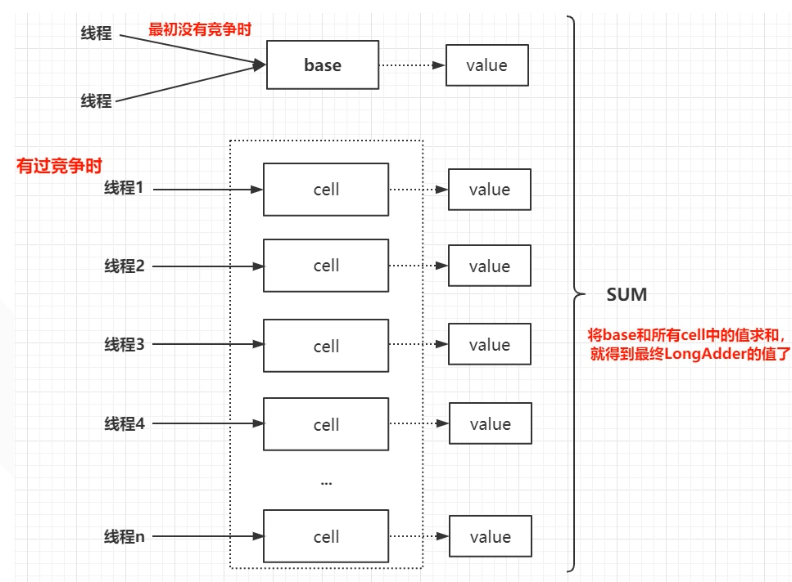 线程
最初没有竞争时
base
value
线程
有过竞争时
线程1
cell
value
线程2
cell
value
SUM
线程3
cell
value
将base和所有cell中的值求和，
就得到最终LongAdder的值了
线程4
cell
value
...
线程n
cell
value